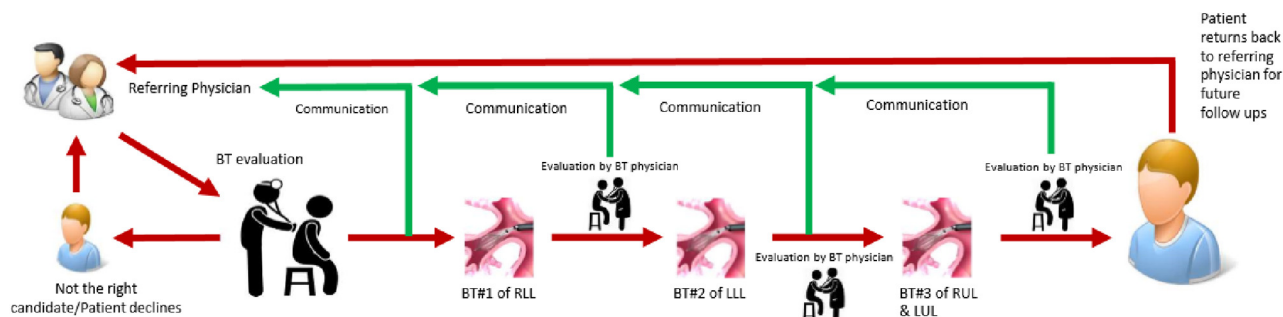 Patient
returns back
to referring
physician for
future
follow ups
Referring Physician
Communication
Communication
Communication
Communication
BT evaluation
Evaluation by BT physician
Evaluation by BT physician
Evaluation by BT physician
Not the right
candidate/Patient declines
BT#1 of RLL
BT#2 of LLL
BT#3 of RUL
& LUL